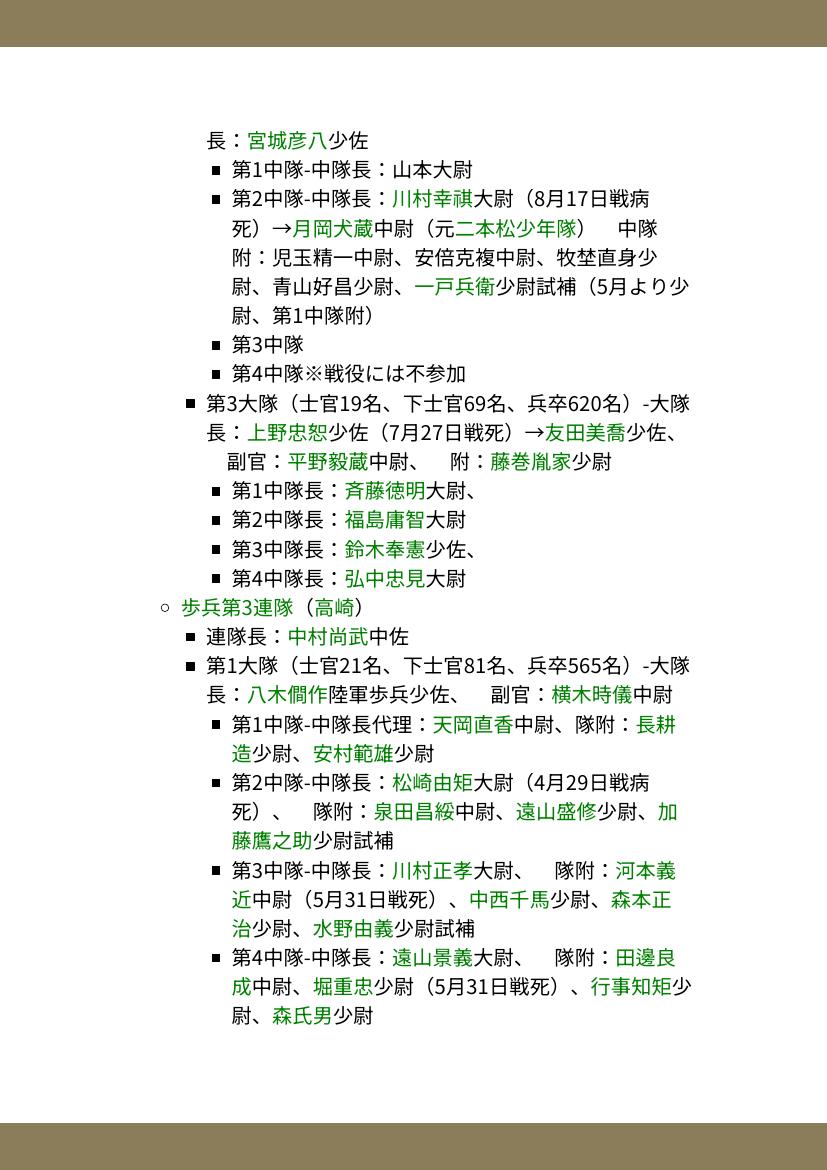 長：宮城彦八少佐
第1中隊-中隊長：山本大尉
第2中隊-中隊長：川村幸祺大尉（8月17日戦病
死）→月岡犬蔵中尉（元二本松少年隊）　中隊
附：児玉精一中尉、安倍克複中尉、牧埜直身少
尉、青山好昌少尉、一戸兵衛少尉試補（5月より少
尉、第1中隊附）
第3中隊
第4中隊※戦役には不参加
第3大隊（士官19名、下士官69名、兵卒620名）-大隊
長：上野忠恕少佐（7月27日戦死）→友田美喬少佐、
副官：平野毅蔵中尉、　附：藤巻胤家少尉
第1中隊長：斉藤徳明大尉、
第2中隊長：福島庸智大尉
第3中隊長：鈴木奉憲少佐、
第4中隊長：弘中忠見大尉
歩兵第3連隊（高崎）
連隊長：中村尚武中佐
第1大隊（士官21名、下士官81名、兵卒565名）-大隊
長：八木僴作陸軍歩兵少佐、　副官：横木時儀中尉
第1中隊-中隊長代理：天岡直香中尉、隊附：長耕
造少尉、安村範雄少尉
第2中隊-中隊長：松崎由矩大尉（4月29日戦病
死）、　隊附：泉田昌綏中尉、遠山盛修少尉、加
藤鷹之助少尉試補
第3中隊-中隊長：川村正孝大尉、　隊附：河本義
近中尉（5月31日戦死）、中西千馬少尉、森本正
治少尉、水野由義少尉試補
第4中隊-中隊長：遠山景義大尉、　隊附：田邊良
成中尉、堀重忠少尉（5月31日戦死）、行事知矩少
尉、森氏男少尉